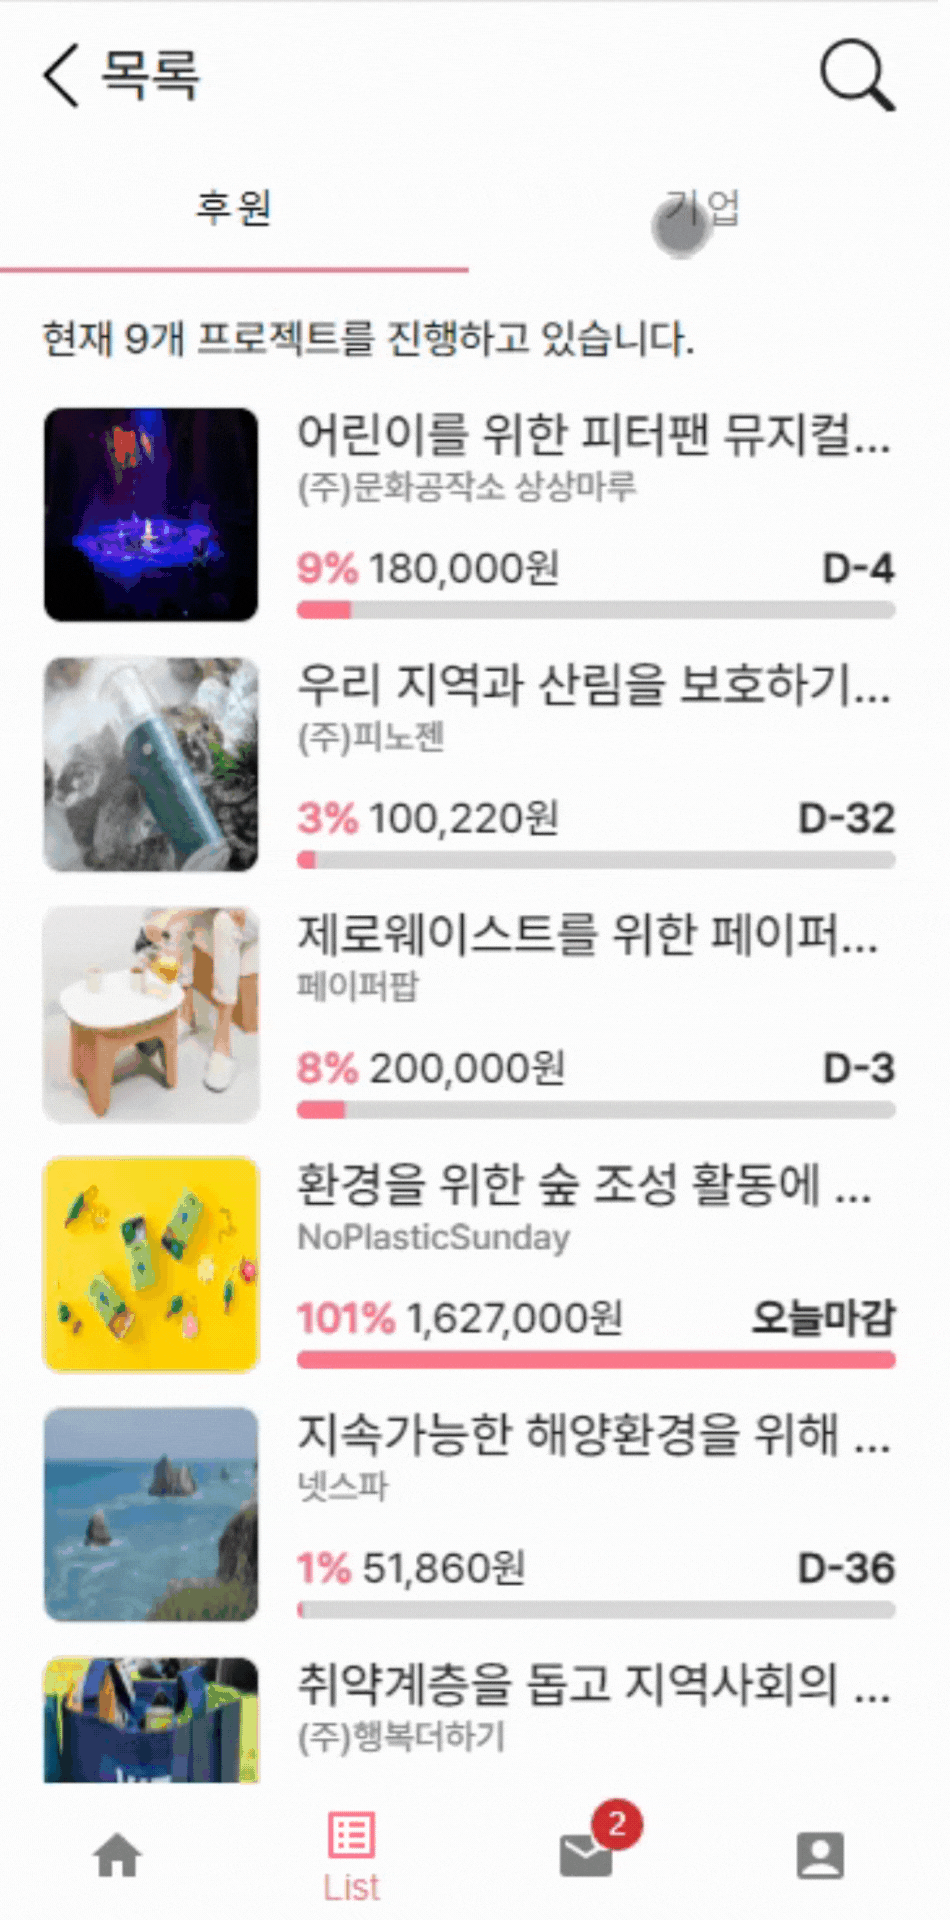 목록
후원 기업
현재 9개 프로젝트를 진행하고 있습니다.
어린이를 위한 피터팬 뮤지컬...
(주)문화공작소 상상마루
9% 180,000원 D-4
우리 지역과 산림을 보호하기...
(주)피노젠
3% 100,220원 D-32
제로웨이스트를 위한 페이퍼...
페이퍼팝
8% 200,000원 D-3
환경을 위한 숲 조성 활동에 ...
NoPlasticSunday
101% 1,627,000원 오늘마감
지속가능한 해양환경을 위해 ...
넷스파
1% 51,860원 D-36
취약계층을 돕고 지역사회의 ...
(주)행복더하기
2
List